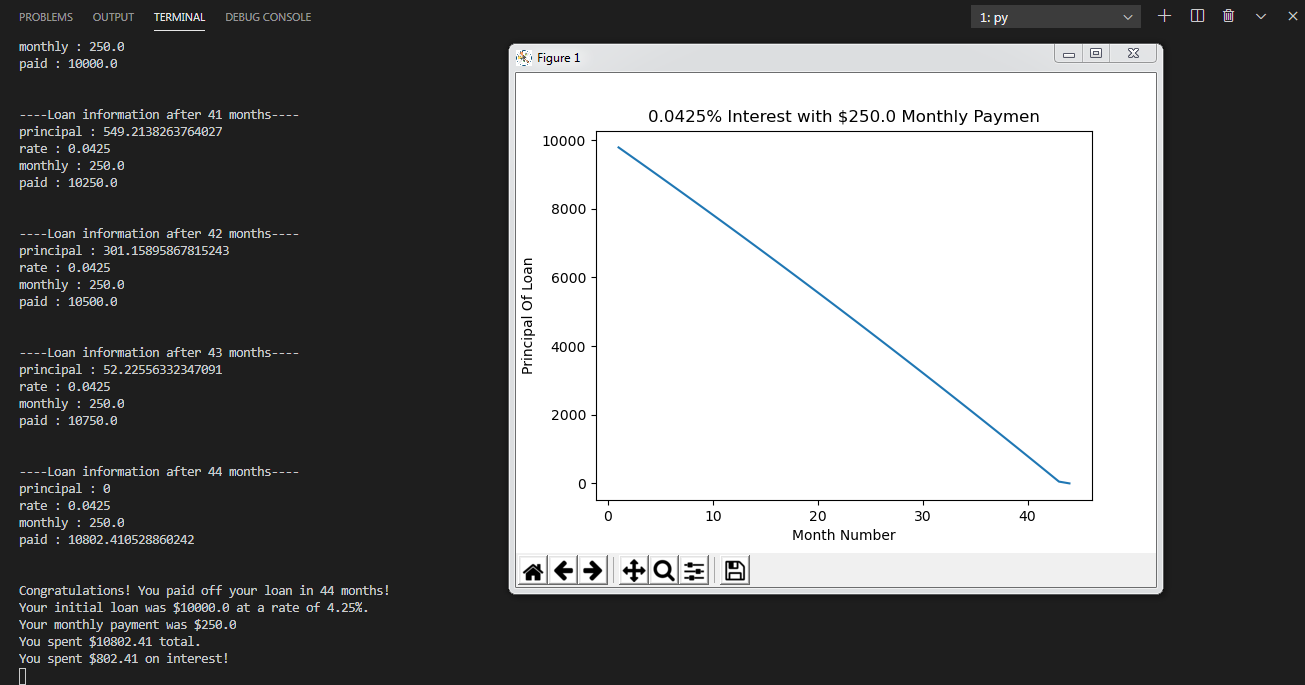 PROBLEMS OUTPUT TERMINAL DEBUG CONSOLE 1: py
monthly : 250.0
paid : 10000.0
----Loan information after 41 months----
principal : 549.2138263764027
rate : 0.0425
monthly : 250.0
paid : 10250.0
----Loan information after 42 months----
principal : 301.15895867815243
rate : 0.0425
monthly : 250.0
paid : 10500.0
----Loan information after 43 months----
principal : 52.22556332347091
rate : 0.0425
monthly : 250.0
paid : 10750.0
----Loan information after 44 months----
principal : 0
rate : 0.0425
monthly : 250.0
paid : 10802.410528860242
Congratulations! You paid off your loan in 44 months!
Your initial loan was $10000.0 at a rate of 4.25%.
Your monthly payment was $250.0
You spent $10802.41 total.
You spent $802.41 on interest!
Figure 1
0.0425% Interest with $250.0 Monthly Paymen
Principal Of Loan
10000
8000
6000
4000
2000
0
0 10 20 30 40
Month Number